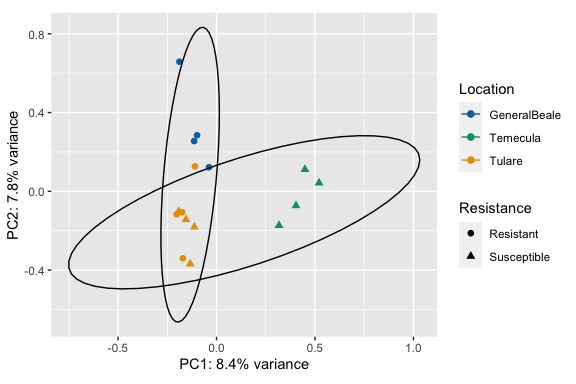 0.8
0.4
0.0
-0.4
PC2: 7.8% variance
-0.5
0.0
0.5
1.0
PC1: 8.4% variance
Location
GeneralBeale
Temecula
Tulare
Resistance
Resistant
Susceptible